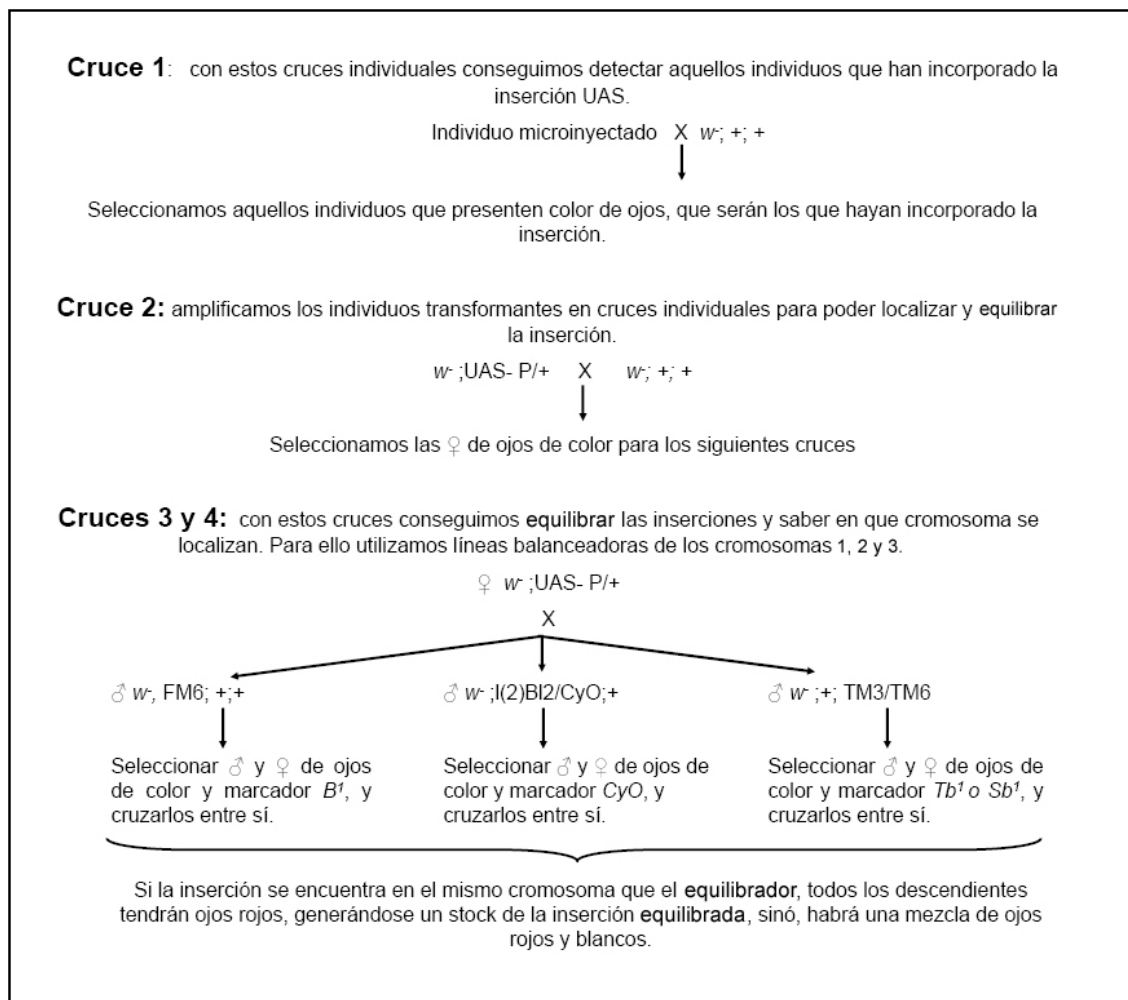 Cruce 1: con estos cruces individuales conseguimos detectar aquellos individuos que han incorporado la
inserción UAS.
Individuo microinyectado X w-; +; +
Seleccionamos aquellos individuos que presenten color de ojos, que serán los que hayan incorporado la
inserción.
Cruce 2: amplificamos los individuos transformantes en cruces individuales para poder localizar y equilibrar
la inserción.
w- ;UAS- P/+ X w-; +; +
Seleccionamos las ♀ de ojos de color para los siguientes cruces
Cruces 3 y 4: con estos cruces conseguimos equilibrar las inserciones y saber en que cromosoma se
localizan. Para ello utilizamos líneas balanceadoras de los cromosomas 1, 2 y 3.
♀ w- ;UAS- P/+
X
♂ w-, FM6; +;+ ♂ w- ;l(2)Bl2/CyO;+ ♂ w- ;+; TM3/TM6
Seleccionar ♂ y ♀ de ojos
de color y marcador B¹, y
cruzarlos entre sí.
Seleccionar ♂ y ♀ de ojos de
color y marcador CyO, y
cruzarlos entre sí.
Seleccionar ♂ y ♀ de ojos de
color y marcador Tb¹ o Sb¹, y
cruzarlos entre sí.
Si la inserción se encuentra en el mismo cromosoma que el equilibrador, todos los descendientes
tendrán ojos rojos, generándose un stock de la inserción equilibrada, sinó, habrá una mezcla de ojos
rojos y blancos.